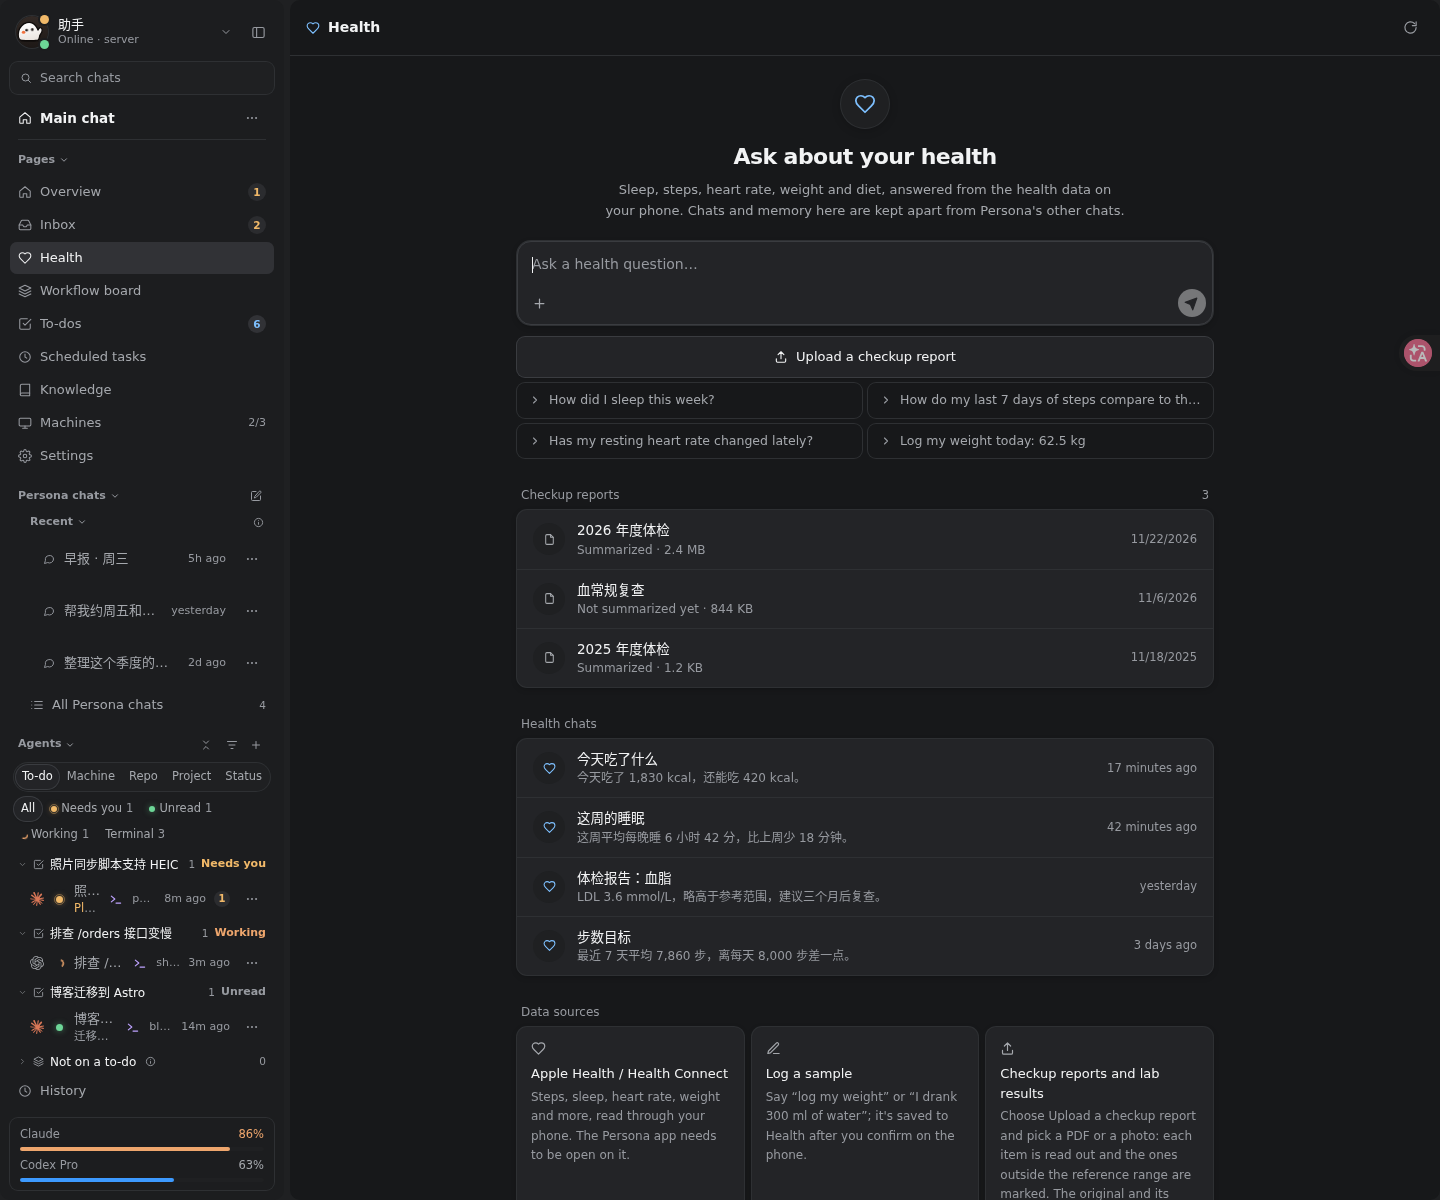 助手
Online · server
Search chats
Main chat
Pages
Overview
1
Inbox
2
Health
Workflow board
To-dos
6
Scheduled tasks
Knowledge
Machines
2/3
Settings
Persona chats
Recent
早报 · 周三
5h ago
帮我约周五和…
yesterday
整理这个季度的…
2d ago
All Persona chats
4
Agents
To-do
Machine
Repo
Project
Status
All
Needs you 1
Unread 1
Working 1
Terminal 3
照片同步脚本支持 HEIC
1
Needs you
照…
Pl…
p…
8m ago
1
排查 /orders 接口变慢
1
Working
排查 /…
sh…
3m ago
博客迁移到 Astro
1
Unread
博客…
迁移…
bl…
14m ago
Not on a to-do
0
History
Claude
86%
Codex Pro
63%
Health
Ask about your health
Sleep, steps, heart rate, weight and diet, answered from the health data on
your phone. Chats and memory here are kept apart from Persona's other chats.
Ask a health question…
Upload a checkup report
How did I sleep this week?
How do my last 7 days of steps compare to th…
Has my resting heart rate changed lately?
Log my weight today: 62.5 kg
Checkup reports
3
2026 年度体检
Summarized · 2.4 MB
11/22/2026
血常规复查
Not summarized yet · 844 KB
11/6/2026
2025 年度体检
Summarized · 1.2 KB
11/18/2025
Health chats
今天吃了什么
今天吃了 1,830 kcal，还能吃 420 kcal。
17 minutes ago
这周的睡眠
这周平均每晚睡 6 小时 42 分，比上周少 18 分钟。
42 minutes ago
体检报告：血脂
LDL 3.6 mmol/L，略高于参考范围，建议三个月后复查。
yesterday
步数目标
最近 7 天平均 7,860 步，离每天 8,000 步差一点。
3 days ago
Data sources
Apple Health / Health Connect
Steps, sleep, heart rate, weight
and more, read through your
phone. The Persona app needs
to be open on it.
Log a sample
Say “log my weight” or “I drank
300 ml of water”; it's saved to
Health after you confirm on the
phone.
Checkup reports and lab
results
Choose Upload a checkup report
and pick a PDF or a photo: each
item is read out and the ones
outside the reference range are
marked. The original and its